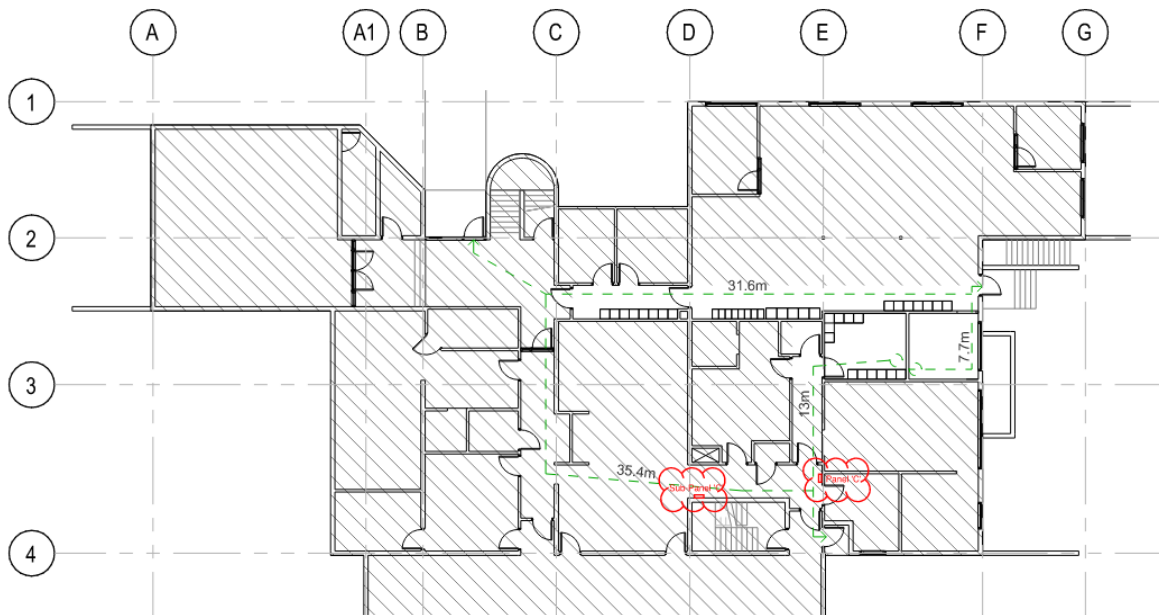 A A1 B C D E F G
1
2
31.6m
7.7m
3
13m
35.4m
Sub Panel 'C'
Panel 'C'
4